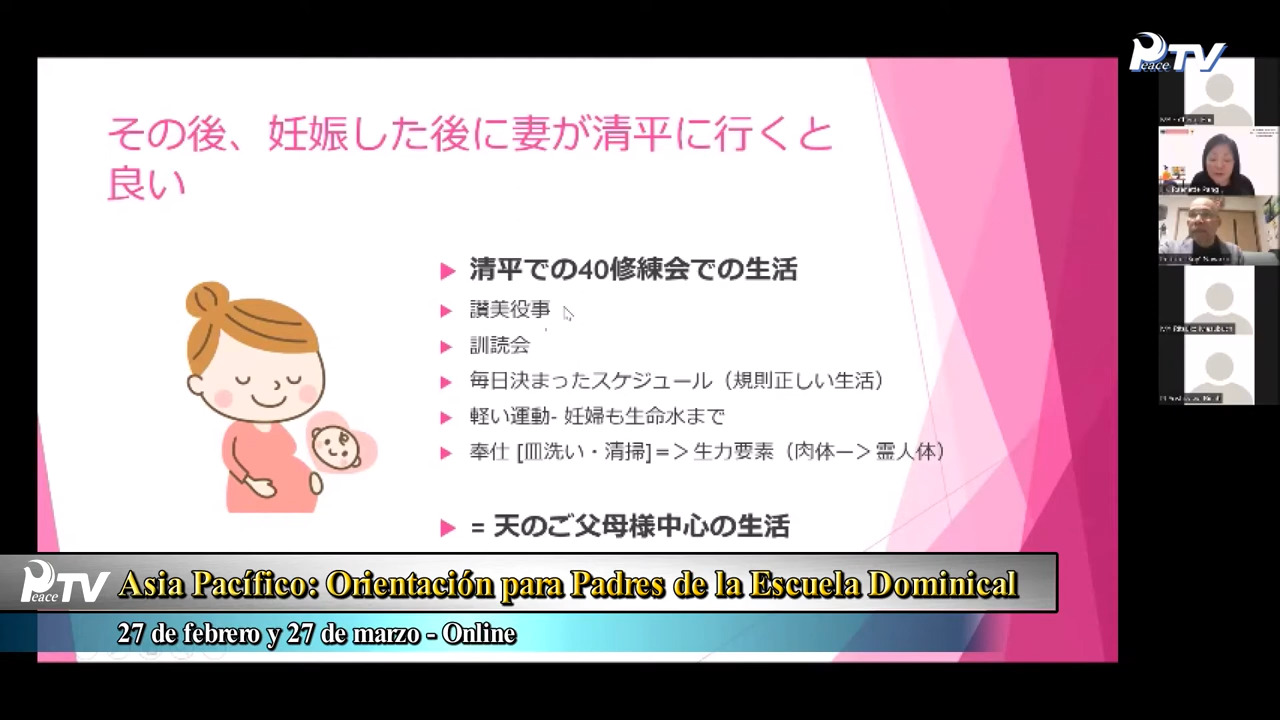 その後、妊娠した後に妻が清平に行くと
良い
清平での40修練会での生活
讃美役事
訓読会
毎日決まったスケジュール（規則正しい生活）
軽い運動- 妊婦も生命水まで
奉仕 [皿洗い・清掃]＝＞生力要素（肉体ー＞霊人体）
= 天のご父母様中心の生活
Peace TV
Peace TV
Asia Pacífico: Orientación para Padres de la Escuela Dominical
27 de febrero y 27 de marzo - Online